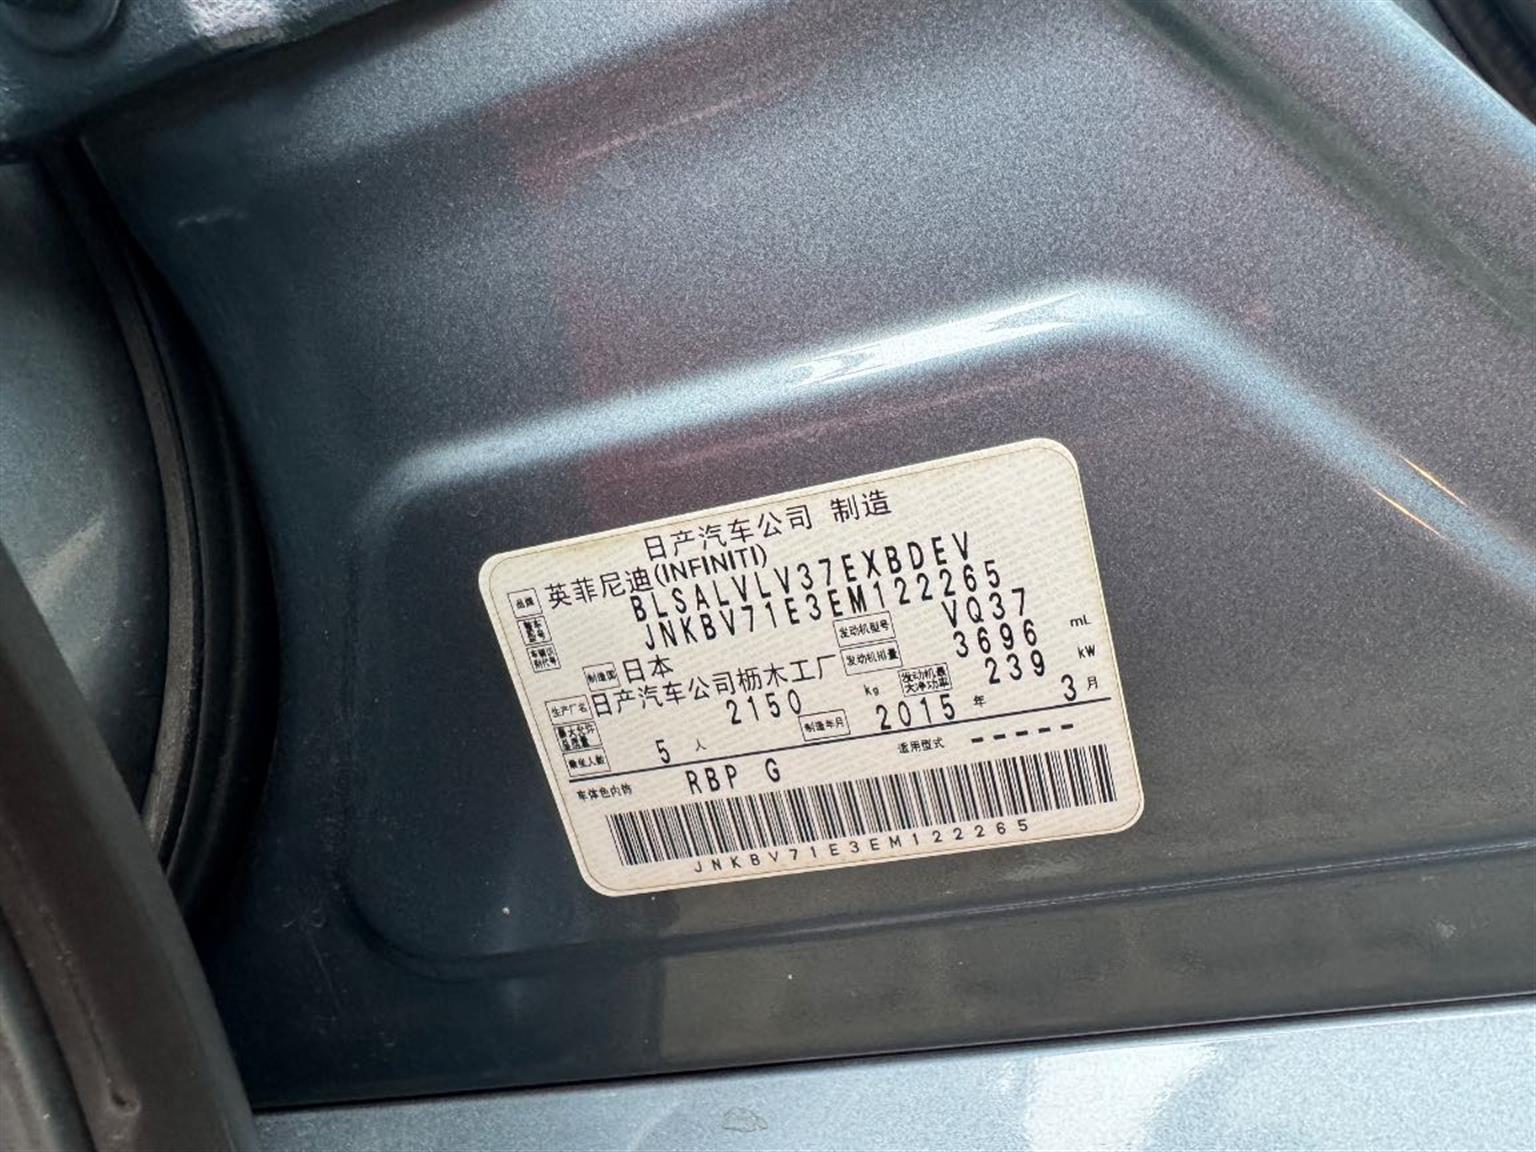 日产汽车公司 制造
品牌 英菲尼迪(INFINITI)
整车型号 BLSALVLV37EXBDEV
车辆识别代号 JNKBV71E3EM122265
制造国 日本 发动机型号 VQ37
生产厂名 日产汽车公司枥木工厂 发动机排量 3696 mL
最大允许总质量 2150 kg 发动机最大净功率 239 kW
乘坐人数 5 人 制造年月 2015 年 3 月
车体色内饰 RBP G 适用型式 -----
JNKBV71E3EM122265